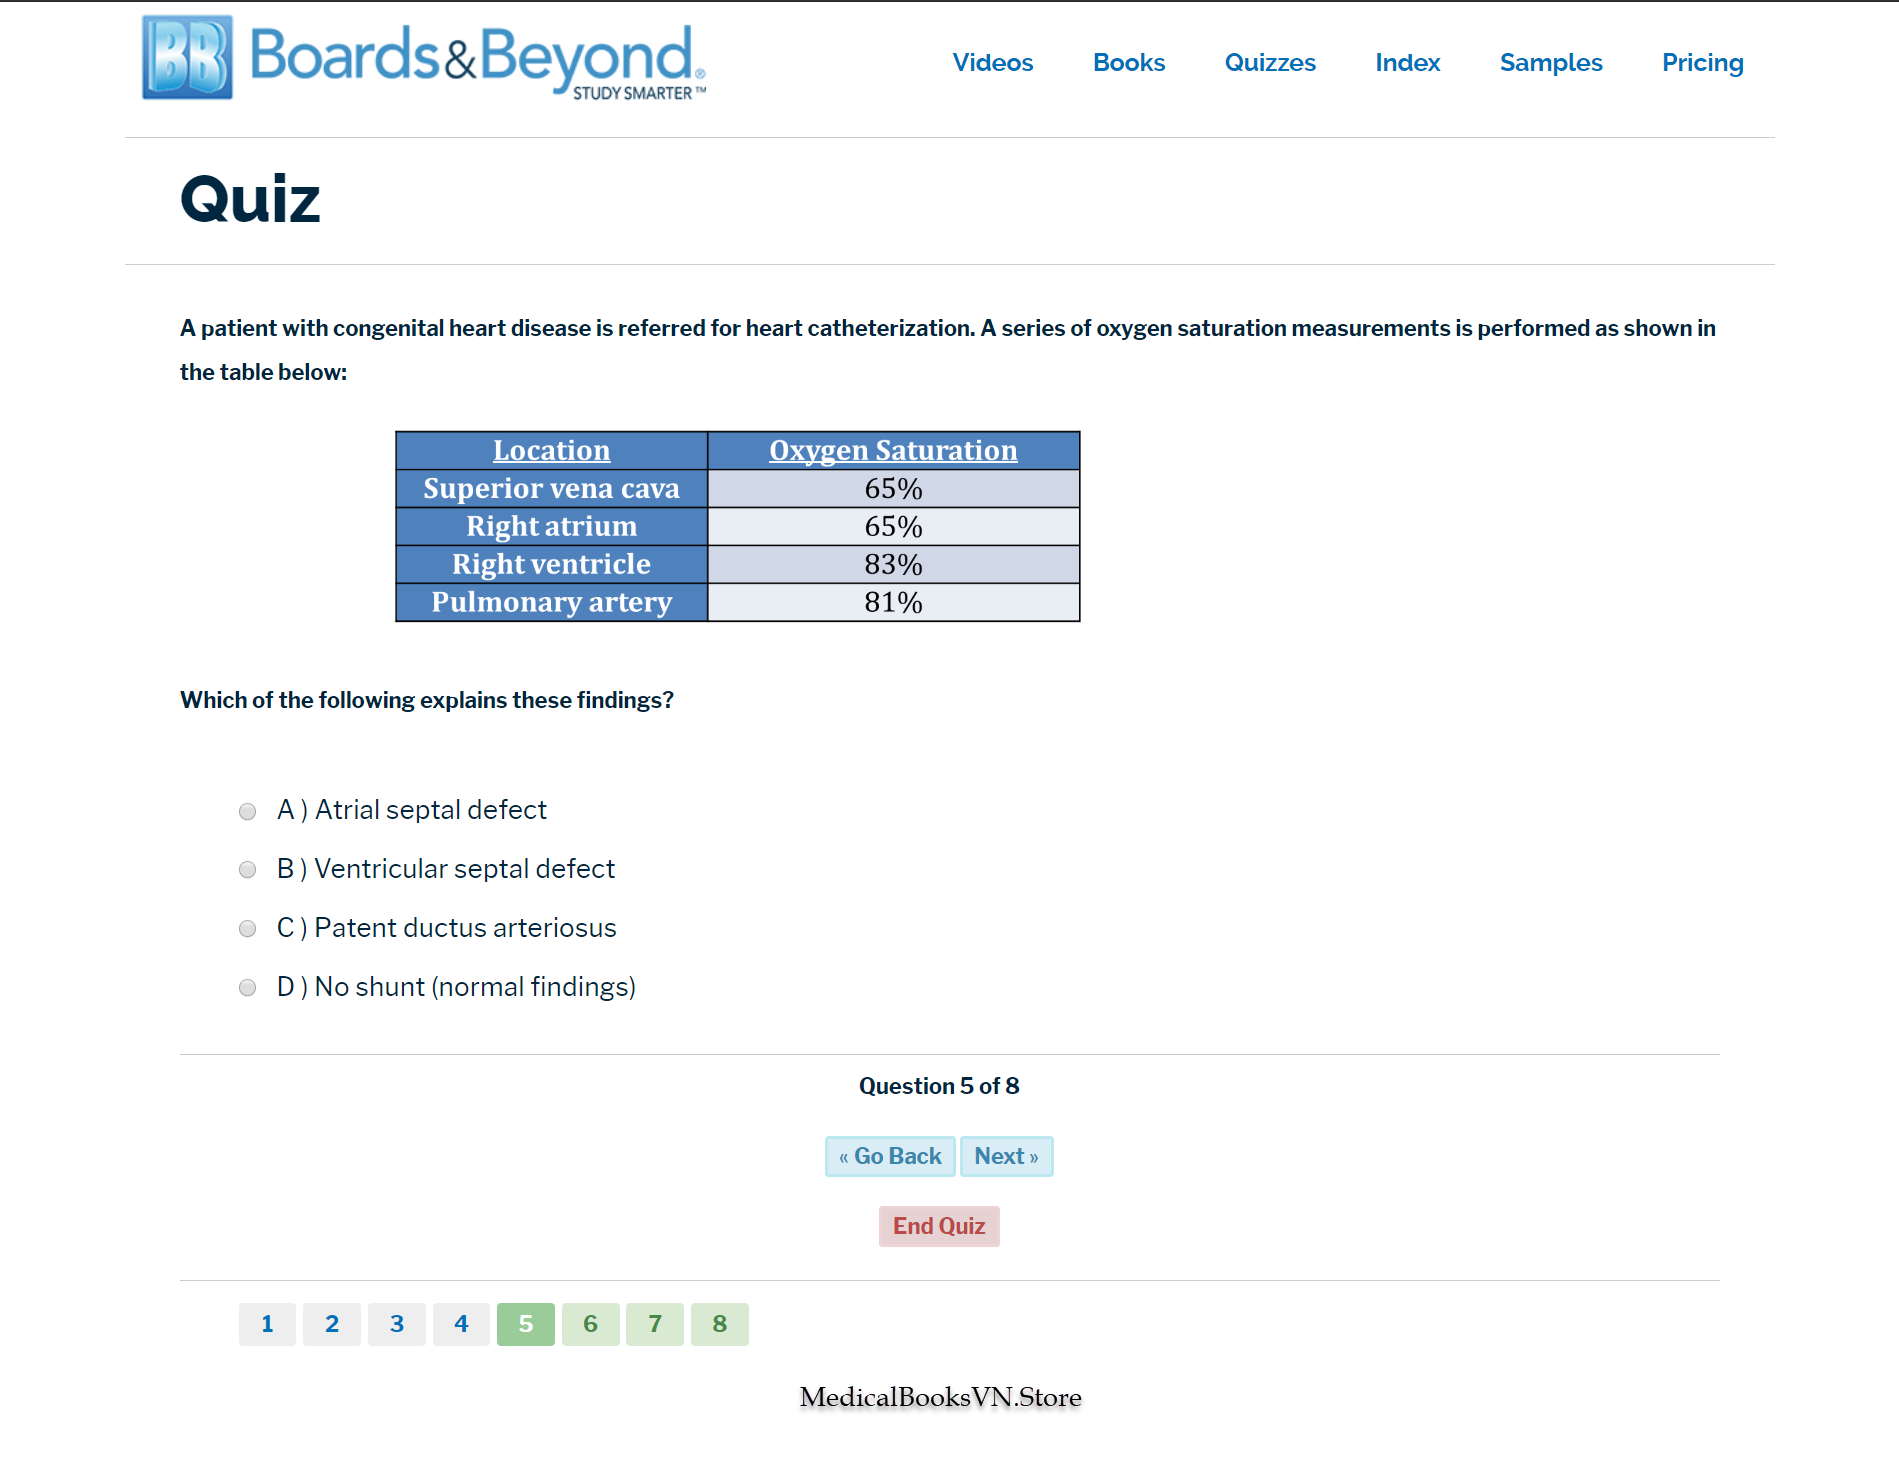 BB Boards&Beyond.®
STUDY SMARTER™
Videos Books Quizzes Index Samples Pricing
Quiz
A patient with congenital heart disease is referred for heart catheterization. A series of oxygen saturation measurements is performed as shown in
the table below:
Location Oxygen Saturation
Superior vena cava 65%
Right atrium 65%
Right ventricle 83%
Pulmonary artery 81%
Which of the following explains these findings?
A ) Atrial septal defect
B ) Ventricular septal defect
C ) Patent ductus arteriosus
D ) No shunt (normal findings)
Question 5 of 8
« Go Back Next »
End Quiz
1 2 3 4 5 6 7 8
MedicalBooksVN.Store